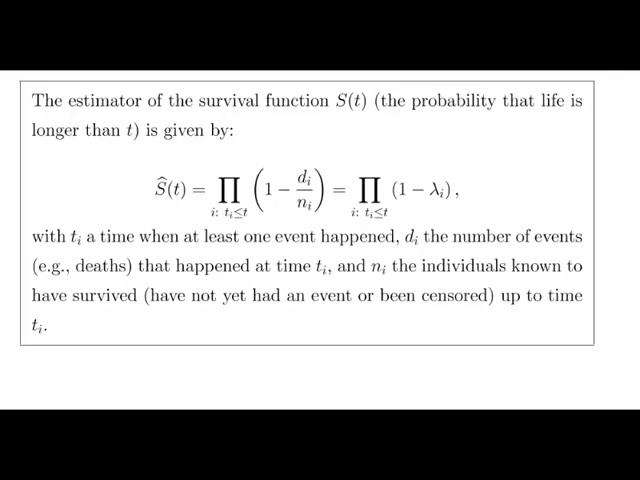 The estimator of the survival function S(t) (the probability that life is
longer than t) is given by:
Ŝ(t) = ∏_{i: t_i≤t} (1 − d_i/n_i) = ∏_{i: t_i≤t} (1 − λ_i),
with t_i a time when at least one event happened, d_i the number of events
(e.g., deaths) that happened at time t_i, and n_i the individuals known to
have survived (have not yet had an event or been censored) up to time
t_i.